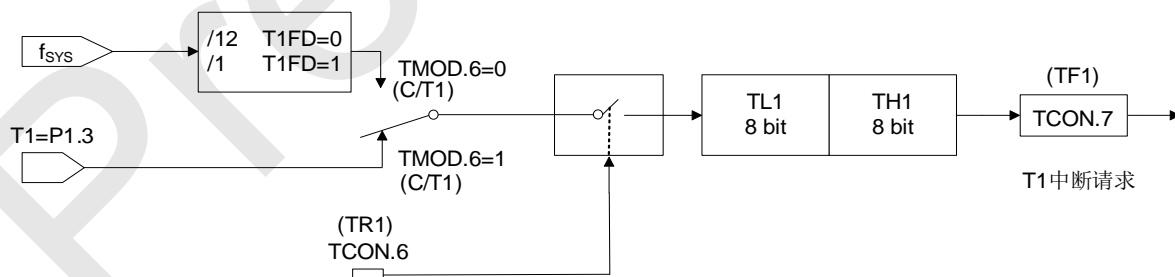 fSYS
/12 T1FD=0
/1 T1FD=1
TMOD.6=0
(C/T1)
T1=P1.3
TMOD.6=1
(C/T1)
(TR1)
TCON.6
TL1
8 bit
TH1
8 bit
(TF1)
TCON.7
T1中断请求
Pre